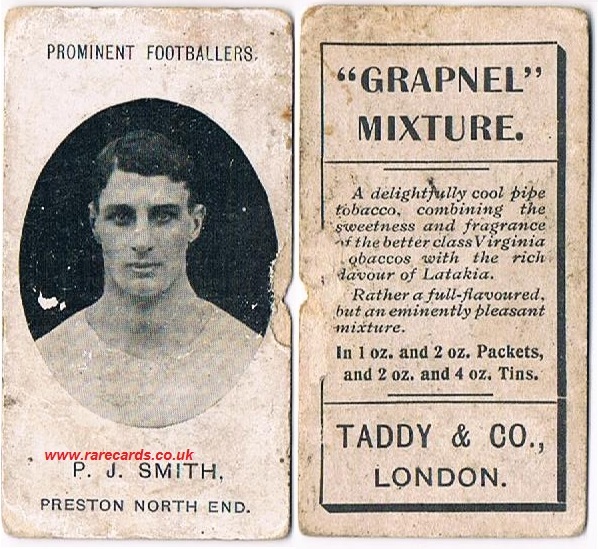 PROMINENT FOOTBALLERS.
www.rarecards.co.uk
P. J. SMITH,
PRESTON NORTH END.
"GRAPNEL"
MIXTURE.
A delightfully cool pipe
tobacco, combining the
sweetness and fragrance
of the better class Virginia
obaccos with the rich
lavour of Latakia.
Rather a full-flavoured,
but an eminently pleasant
mixture.
In 1 oz. and 2 oz. Packets,
and 2 oz. and 4 oz. Tins.
TADDY & CO.,
LONDON.